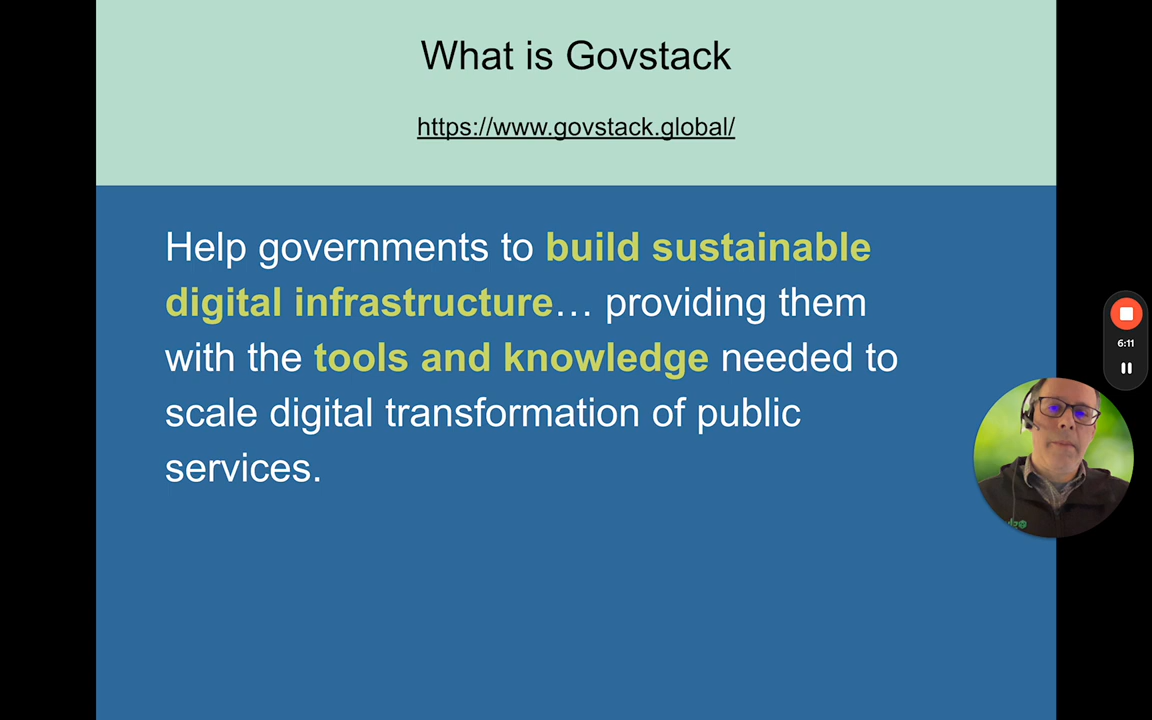 What is Govstack
https://www.govstack.global/
Help governments to build sustainable
digital infrastructure… providing them
with the tools and knowledge needed to
scale digital transformation of public
services.
6:11